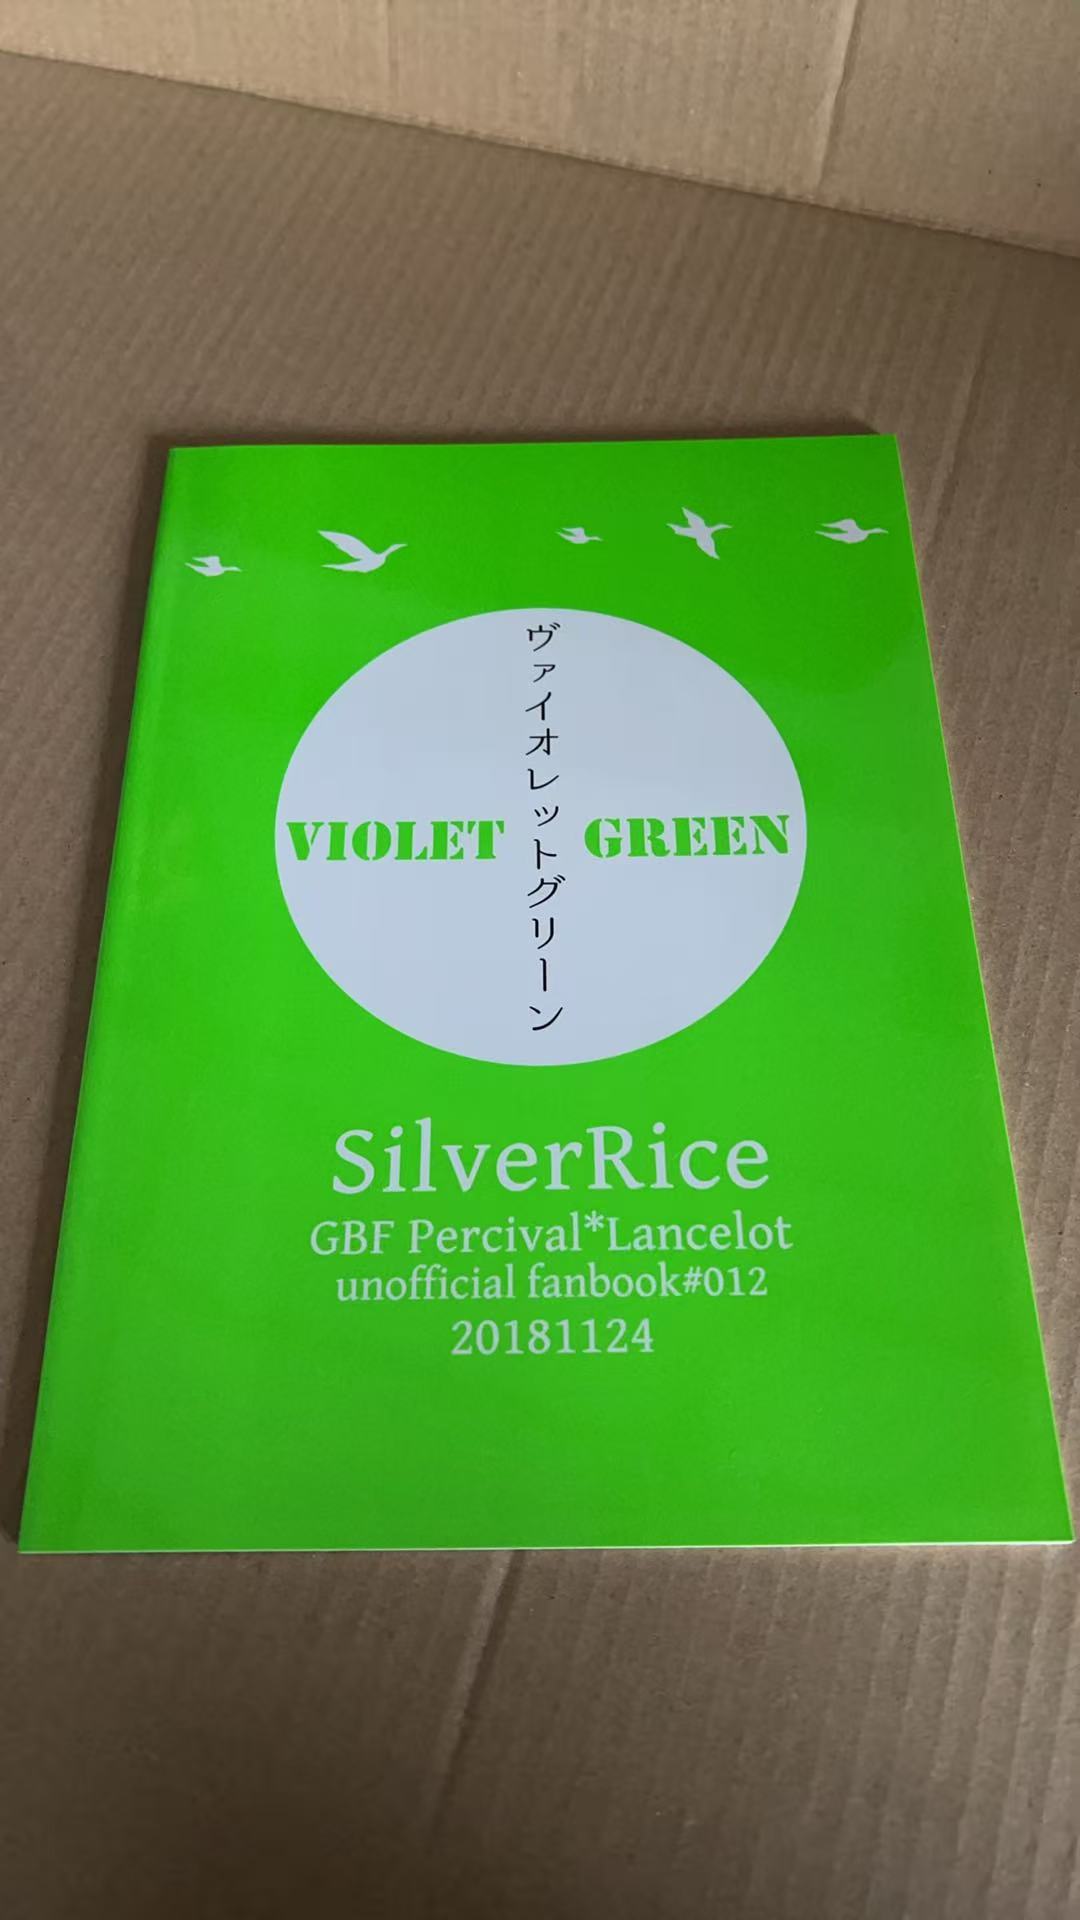 ヴァイオレットグリーン
VIOLET GREEN
SilverRice
GBF Percival*Lancelot
unofficial fanbook#012
20181124